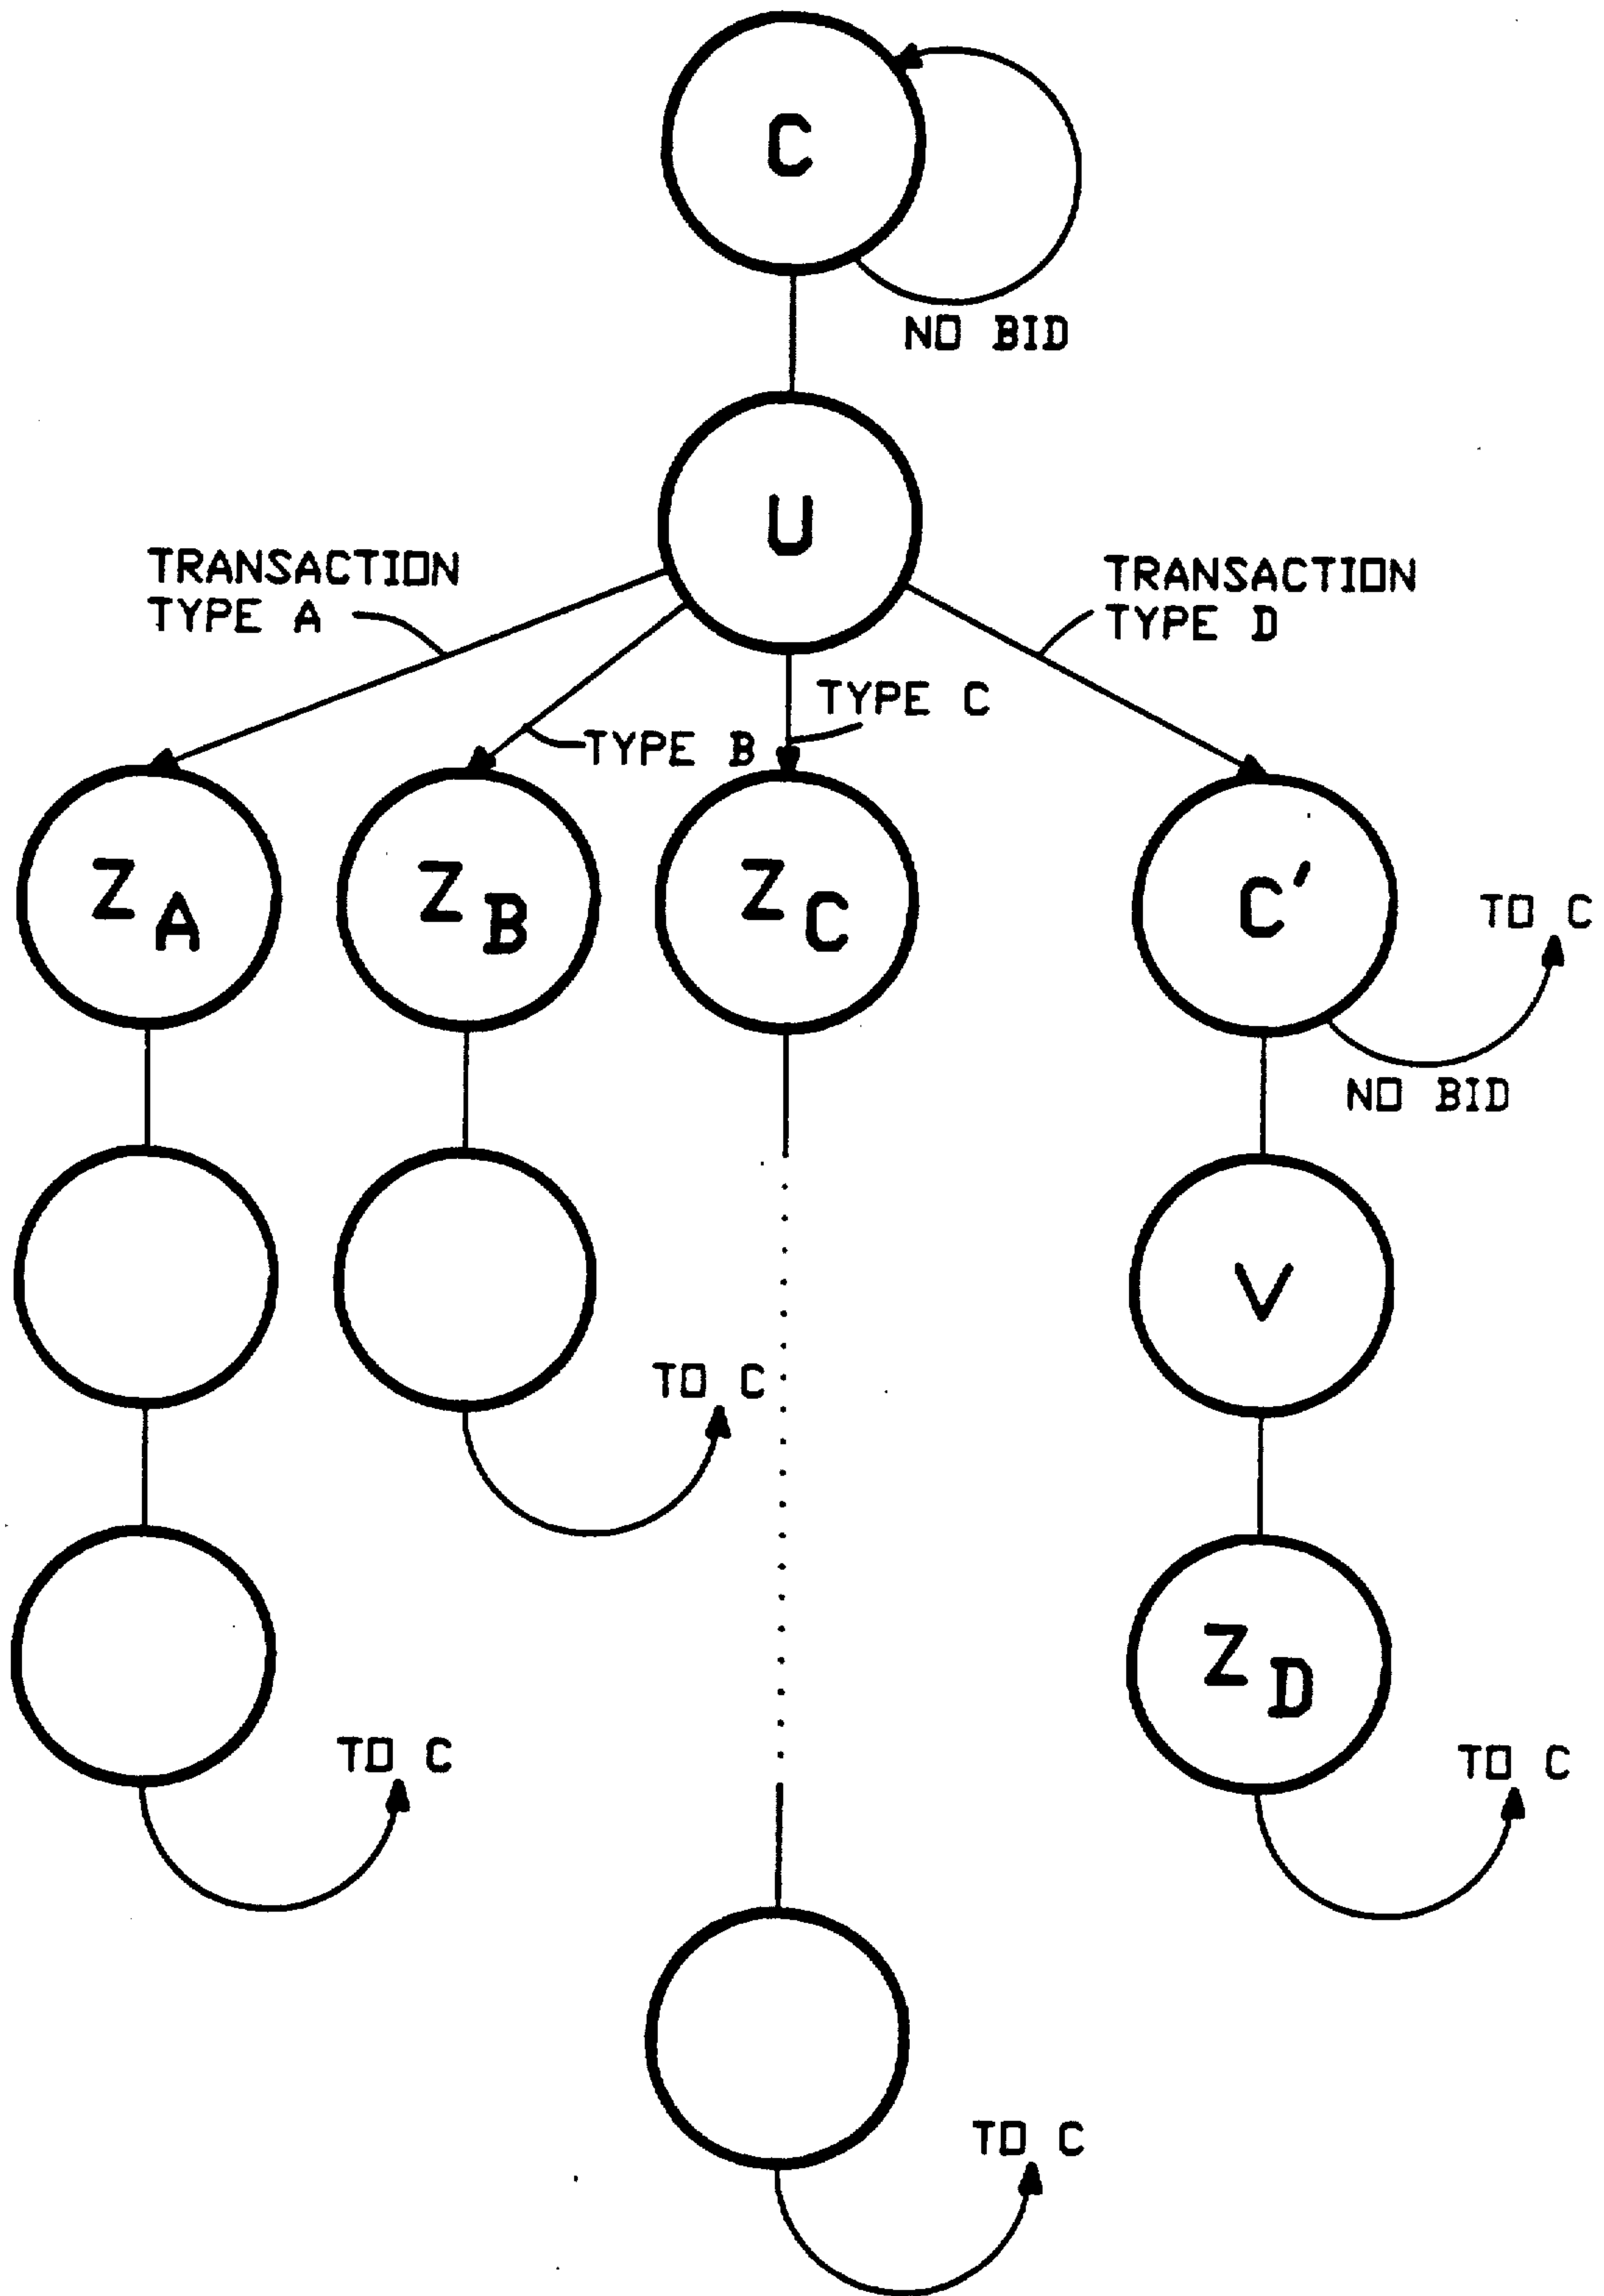 C
NO BID
U
TRANSACTION
TYPE A
TRANSACTION
TYPE D
TYPE C
TYPE B
Z A
Z B
Z C
C′
TO C
NO BID
V
TO C
Z D
TO C
TO C
TO C